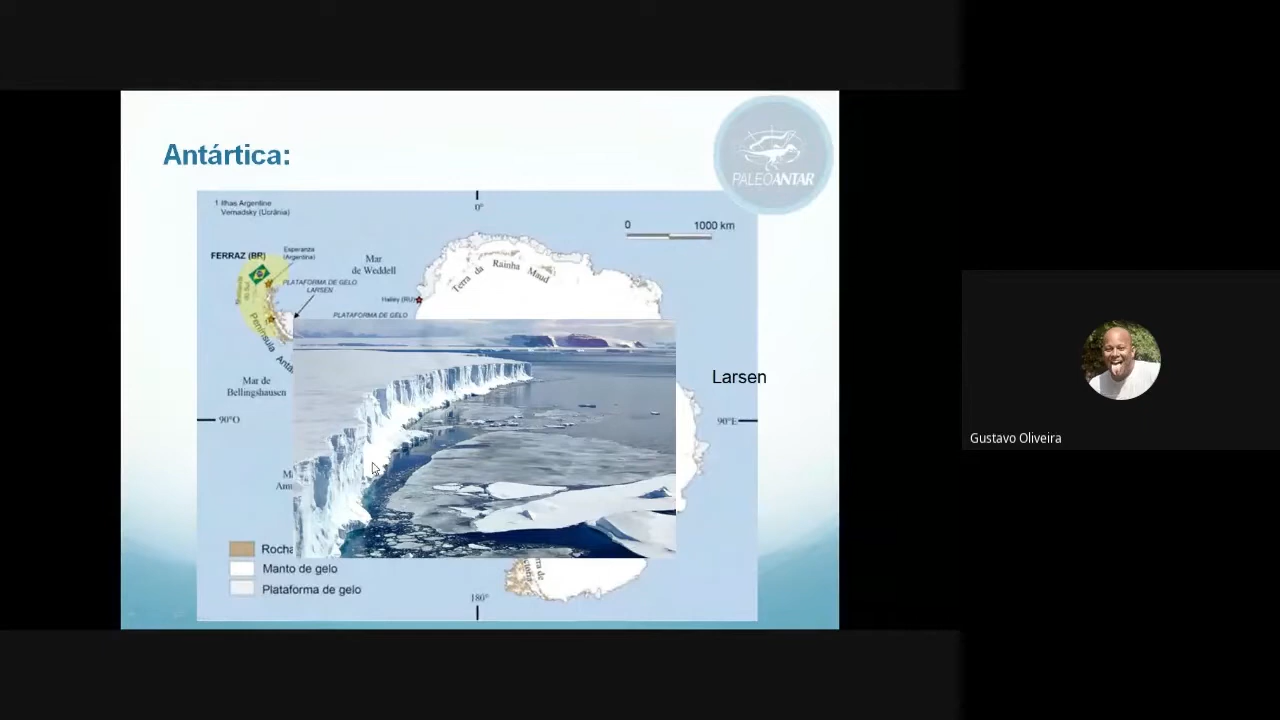 Antártica:
PALEOANTAR
1 Ilhas Argentine
Vernadsky (Ucrânia)
0°
0 1000 km
FERRAZ (BR)
Esperanza
(Argentina)
Mar
de Weddell
Terra da Rainha Maud
PLATAFORMA DE GELO
LARSEN
Halley (RU)
PLATAFORMA DE GELO
Península
Larsen
Mar de
Bellingshausen
90°O
90°E
Rocha
Manto de gelo
Plataforma de gelo
180°
Gustavo Oliveira